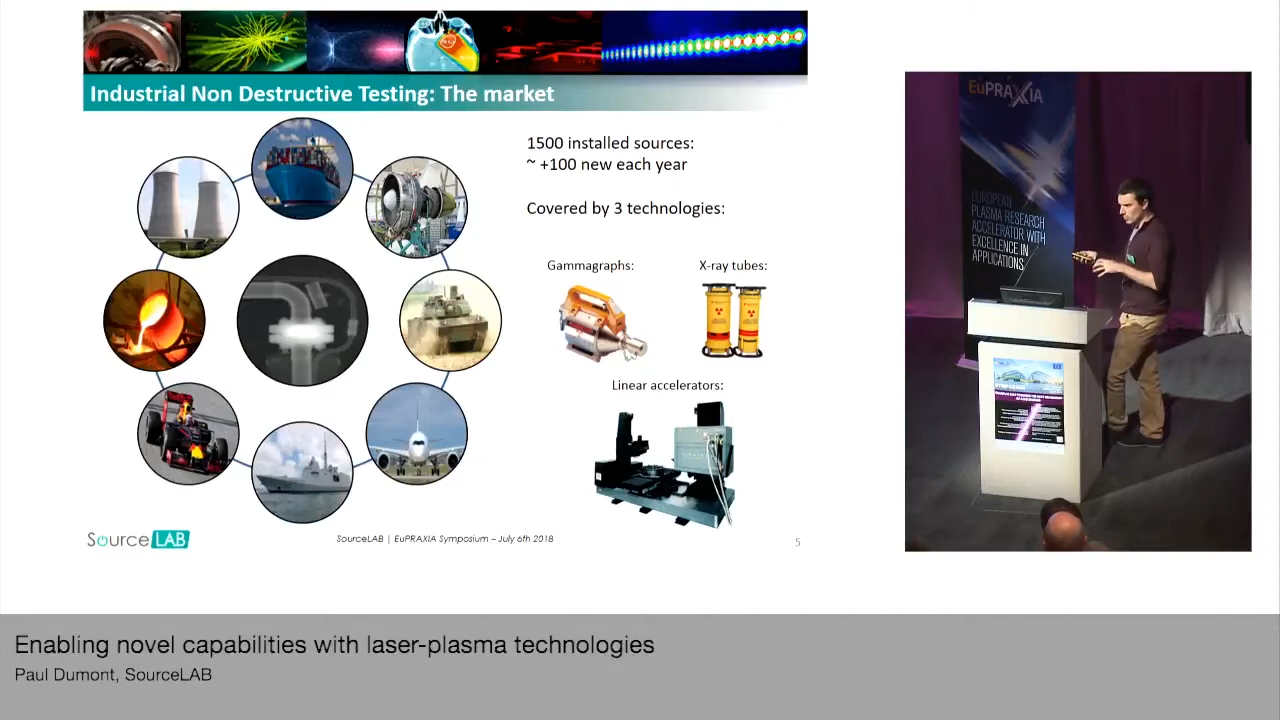 Industrial Non Destructive Testing: The market
1500 installed sources:
~ +100 new each year
Covered by 3 technologies:
Gammagraphs:
X-ray tubes:
Linear accelerators:
SourceLAB
SourceLAB | EuPRAXIA Symposium – July 6th 2018
5
EuPRAXIA
EUROPEAN
PLASMA RESEARCH
ACCELERATOR WITH
EXCELLENCE IN
APPLICATIONS
Enabling novel capabilities with laser-plasma technologies
Paul Dumont, SourceLAB